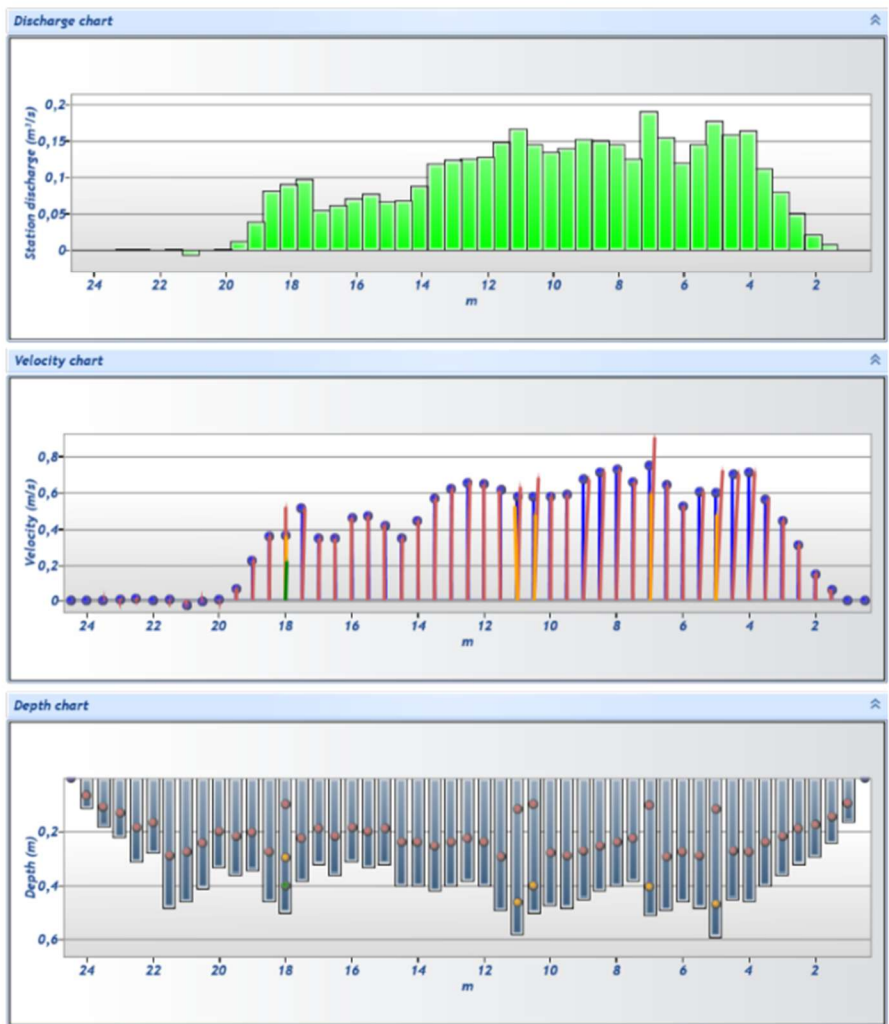 Discharge chart
Station discharge (m³/s)
0,2
0,15
0,1
0,05
0
24 22 20 18 16 14 12 10 8 6 4 2
m
Velocity chart
Velocity (m/s)
0,8
0,6
0,4
0,2
0
24 22 20 18 16 14 12 10 8 6 4 2
m
Depth chart
Depth (m)
0,2
0,4
0,6
24 22 20 18 16 14 12 10 8 6 4 2
m